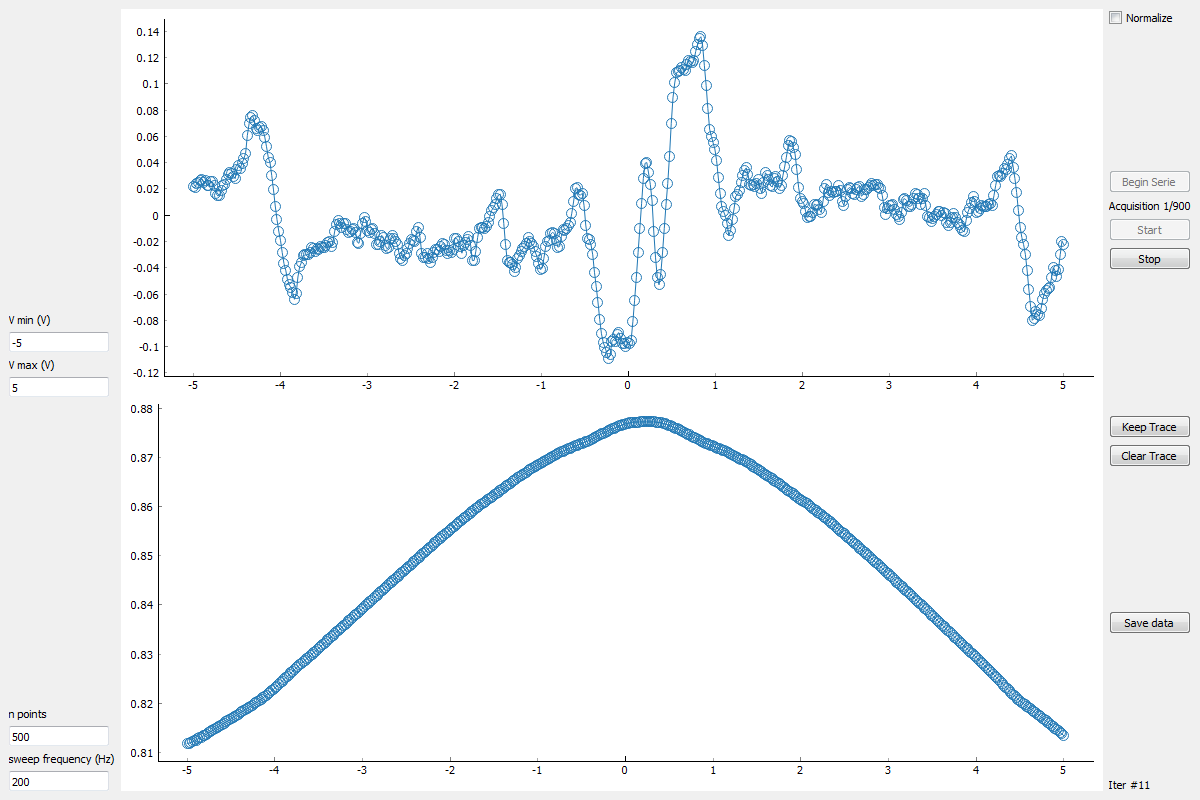 Normalize
0.14
0.12
0.1
0.08
0.06
0.04
0.02
0
-0.02
-0.04
-0.06
-0.08
-0.1
-0.12
-5 -4 -3 -2 -1 0 1 2 3 4 5
Begin Serie
Acquisition 1/900
Start
Stop
V min (V)
-5
V max (V)
5
0.88
0.87
0.86
0.85
0.84
0.83
0.82
0.81
-5 -4 -3 -2 -1 0 1 2 3 4 5
Keep Trace
Clear Trace
Save data
n points
500
sweep frequency (Hz)
200
Iter #11